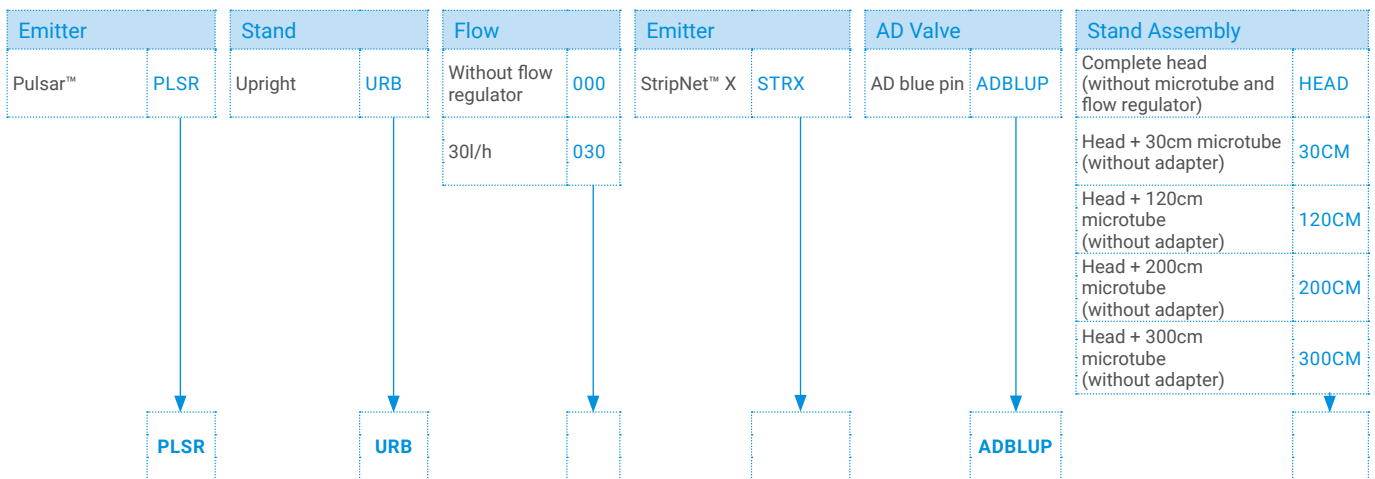 Emitter
Stand
Flow
Emitter
AD Valve
Stand Assembly
Pulsar™
PLSR
Upright
URB
Without flow
regulator
000
StripNet™ X
STRX
AD blue pin
ADBLUP
Complete head
(without microtube and
flow regulator)
HEAD
30l/h
030
Head + 30cm microtube
(without adapter)
30CM
Head + 120cm
microtube
(without adapter)
120CM
Head + 200cm
microtube
(without adapter)
200CM
Head + 300cm
microtube
(without adapter)
300CM
PLSR
URB
ADBLUP